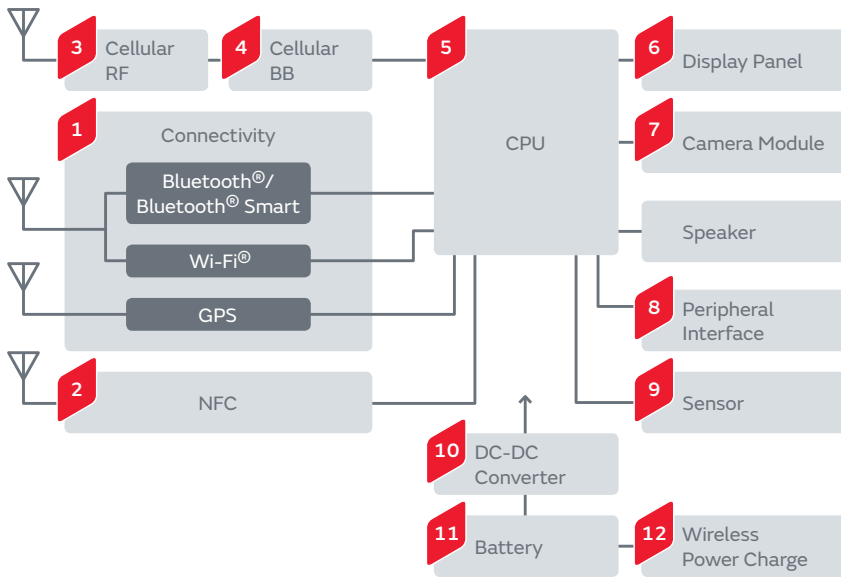 3
Cellular
RF
4
Cellular
BB
5
CPU
6
Display Panel
1
Connectivity
Bluetooth®/
Bluetooth® Smart
Wi-Fi®
GPS
7
Camera Module
Speaker
8
Peripheral
Interface
2
NFC
9
Sensor
10
DC-DC
Converter
11
Battery
12
Wireless
Power Charge